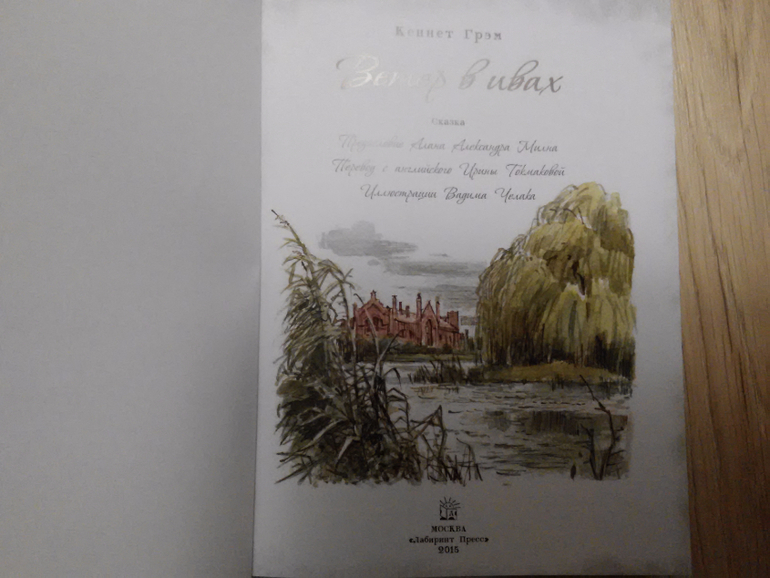 Кеннет Грэм
Ветер в ивах
Сказка
Предисловие Алана Александра Милна
Перевод с английского Ирины Токмаковой
Иллюстрации Вадима Челака
МОСКВА
«Лабиринт Пресс»
2015